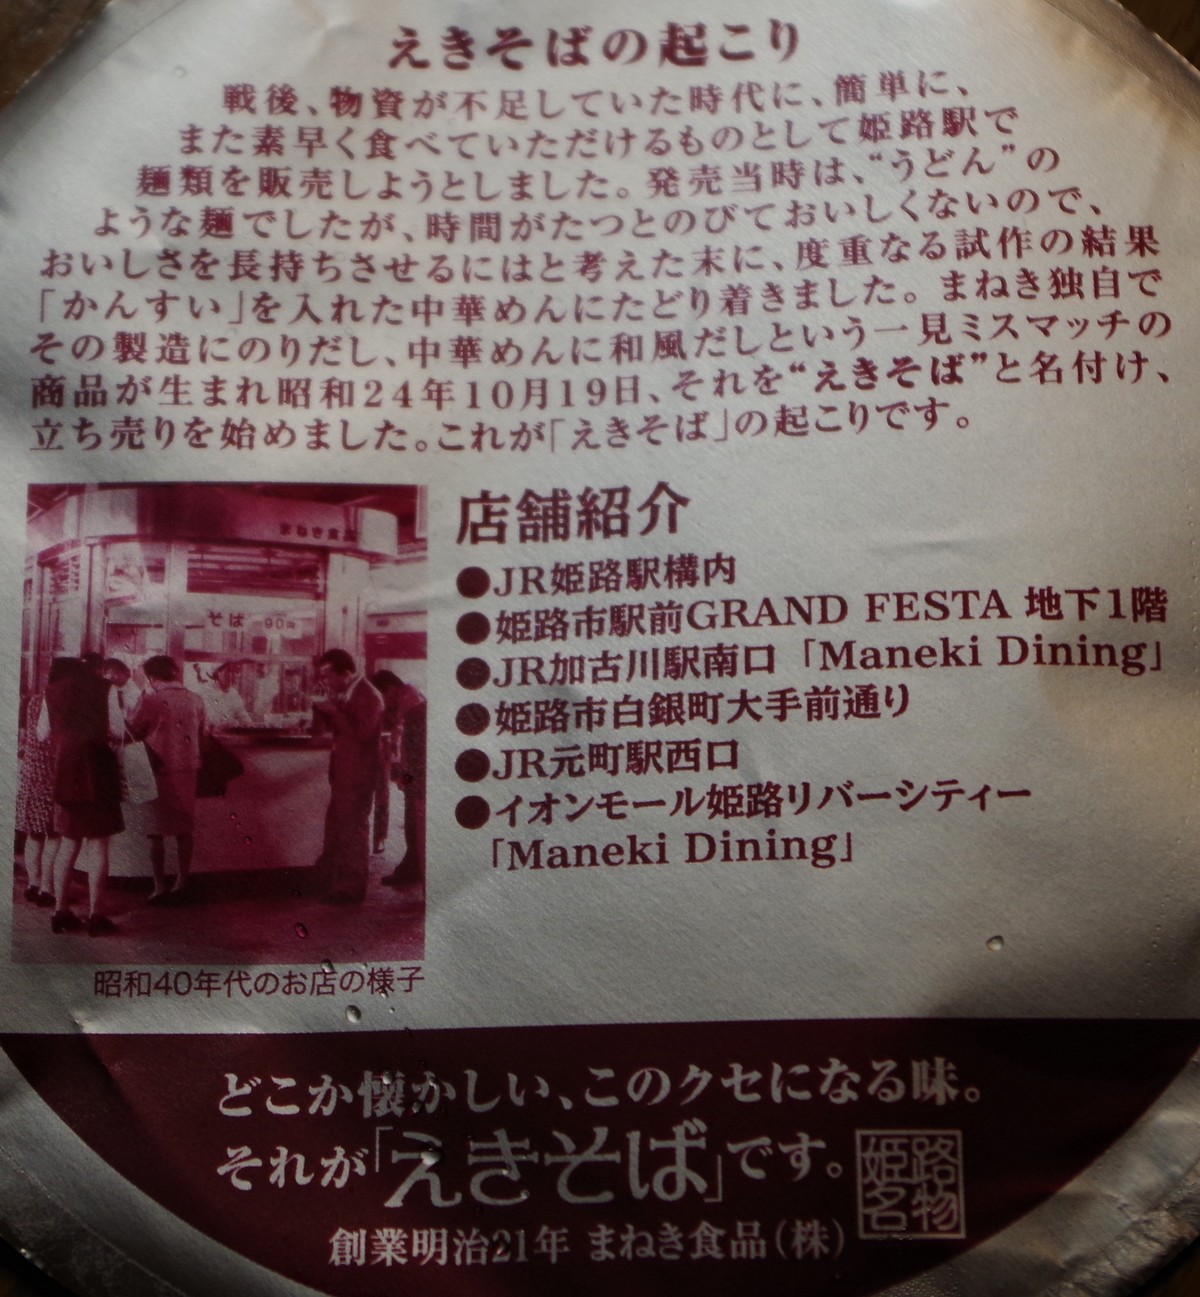 えきそばの起こり
戦後、物資が不足していた時代に、簡単に、
また素早く食べていただけるものとして姫路駅で
麺類を販売しようとしました。発売当時は、“うどん”の
ような麺でしたが、時間がたつとのびておいしくないので、
おいしさを長持ちさせるにはと考えた末に、度重なる試作の結果
「かんすい」を入れた中華めんにたどり着きました。まねき独自で
その製造にのりだし、中華めんに和風だしという一見ミスマッチの
商品が生まれ昭和24年10月19日、それを“えきそば”と名付け、
立ち売りを始めました。これが「えきそば」の起こりです。
まねき食品
そば 90円
昭和40年代のお店の様子
店舗紹介
●JR姫路駅構内
●姫路市駅前GRAND FESTA 地下1階
●JR加古川駅南口「Maneki Dining」
●姫路市白銀町大手前通り
●JR元町駅西口
●イオンモール姫路リバーシティー
「Maneki Dining」
どこか懐かしい、このクセになる味。
それが「えきそば」です。
姫路名物
創業明治21年 まねき食品(株)